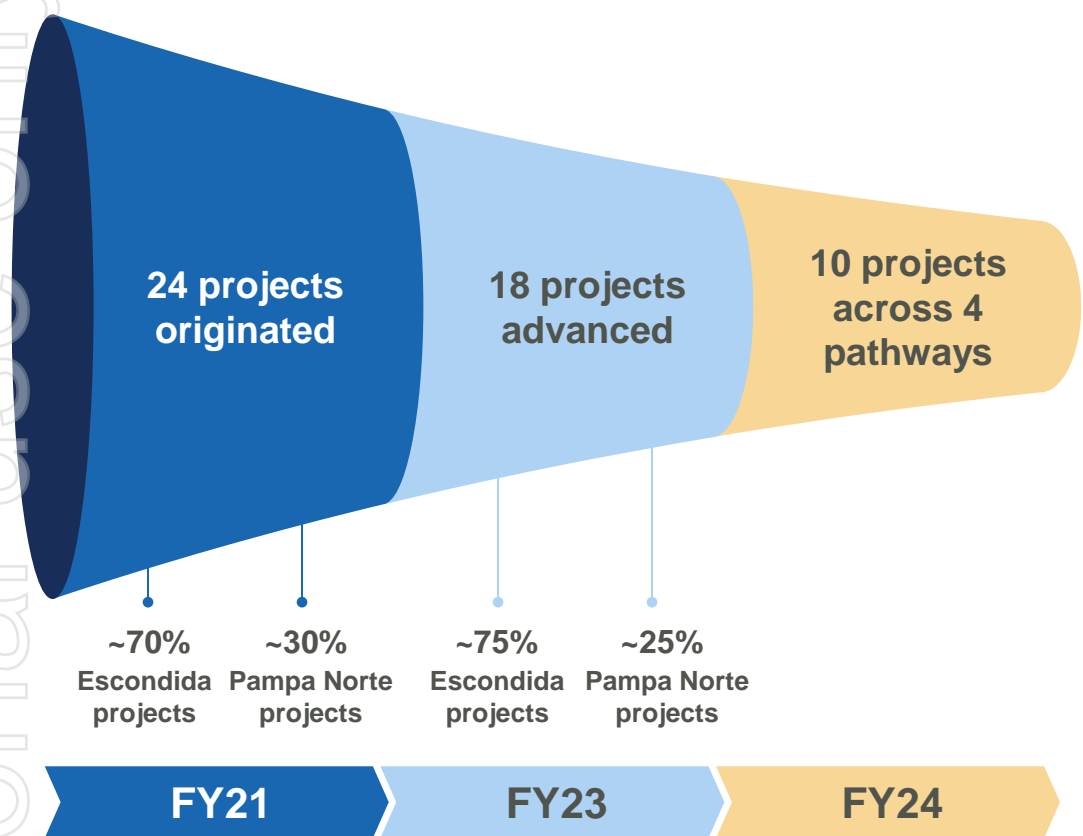 24 projects
originated
18 projects
advanced
10 projects
across 4
pathways
~70%
Escondida
projects
~30%
Pampa Norte
projects
~75%
Escondida
projects
~25%
Pampa Norte
projects
FY21
FY23
FY24